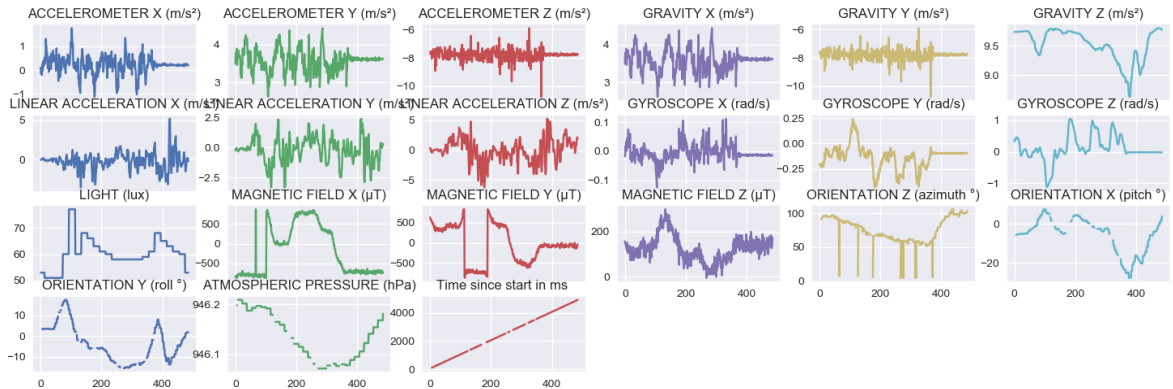 ACCELEROMETER X (m/s²) ACCELEROMETER Y (m/s²) ACCELEROMETER Z (m/s²) GRAVITY X (m/s²) GRAVITY Y (m/s²) GRAVITY Z (m/s²)
1 0 −1
4 3
−6 −8 −10
4 3
−6 −8 −10
9.5 9.0
LINEAR ACCELERATION X (m/s²) LINEAR ACCELERATION Y (m/s²) LINEAR ACCELERATION Z (m/s²) GYROSCOPE X (rad/s) GYROSCOPE Y (rad/s) GYROSCOPE Z (rad/s)
5 0
2.5 0.0 −2.5
5 0 −5
0.1 0.0 −0.1
0.25 0.00 −0.25
1 0 −1
LIGHT (lux) MAGNETIC FIELD X (µT) MAGNETIC FIELD Y (µT) MAGNETIC FIELD Z (µT) ORIENTATION Z (azimuth °) ORIENTATION X (pitch °)
70 60 50
500 0 −500
500 0 −500
200 0
100 50 0
0 −20
0 200 400
0 200 400
0 200 400
ORIENTATION Y (roll °) ATMOSPHERIC PRESSURE (hPa) Time since start in ms
10 0 −10
946.2 946.1
4000 2000 0
0 200 400
0 200 400
0 200 400